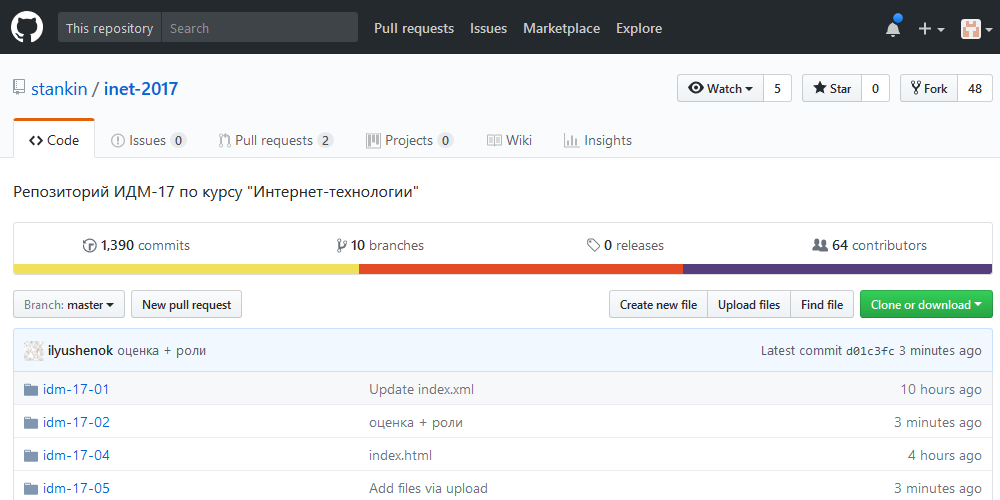 This repository Search Pull requests Issues Marketplace Explore
stankin / inet-2017 Watch 5 Star 0 Fork 48
Code Issues 0 Pull requests 2 Projects 0 Wiki Insights
Репозиторий ИДМ-17 по курсу "Интернет-технологии"
1,390 commits 10 branches 0 releases 64 contributors
Branch: master New pull request Create new file Upload files Find file Clone or download
ilyushenok оценка + роли Latest commit d01c3fc 3 minutes ago
idm-17-01 Update index.xml 10 hours ago
idm-17-02 оценка + роли 3 minutes ago
idm-17-04 index.html 4 hours ago
idm-17-05 Add files via upload 3 minutes ago